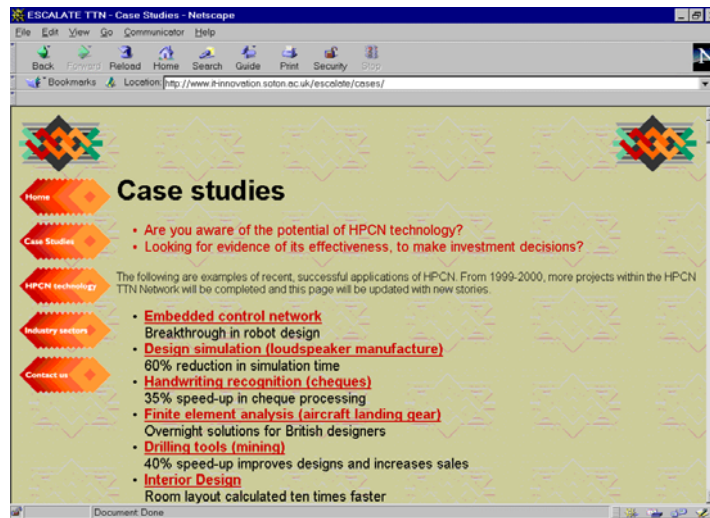 ESCALATE TTN - Case Studies - Netscape
File Edit View Go Communicator Help
Back Forward Reload Home Search Guide Print Security Stop
Bookmarks Location: http://www.it-innovation.soton.ac.uk/escalate/cases/
N
Home
Case studies
Case Studies
• Are you aware of the potential of HPCN technology?
• Looking for evidence of its effectiveness, to make investment decisions?
HPCN technology
The following are examples of recent, successful applications of HPCN. From 1999-2000, more projects within the HPCN
TTN Network will be completed and this page will be updated with new stories.
Industry sectors
Contact us
• Embedded control network
Breakthrough in robot design
• Design simulation (loudspeaker manufacture)
60% reduction in simulation time
• Handwriting recognition (cheques)
35% speed-up in cheque processing
• Finite element analysis (aircraft landing gear)
Overnight solutions for British designers
• Drilling tools (mining)
40% speed-up improves designs and increases sales
• Interior Design
Room layout calculated ten times faster
Document Done